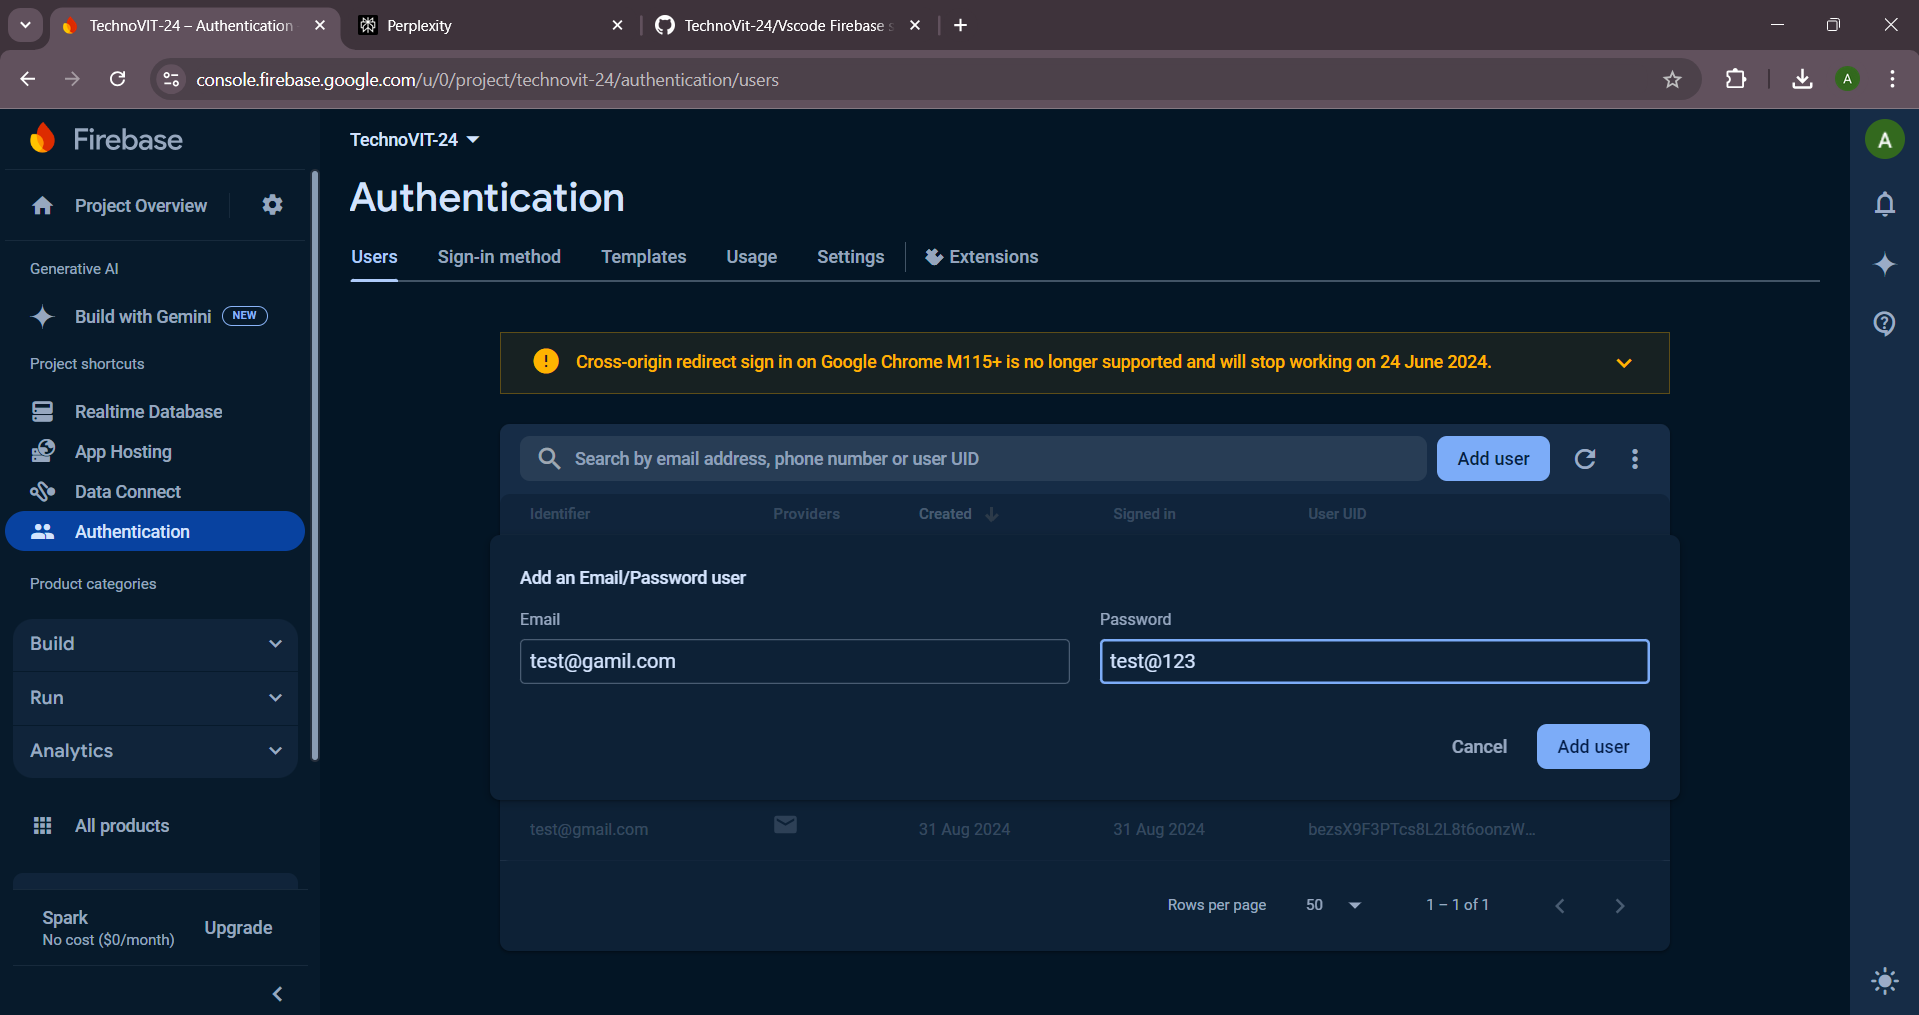 TechnoVIT-24 – Authentication
Perplexity
TechnoVit-24/Vscode Firebase s
console.firebase.google.com/u/0/project/technovit-24/authentication/users
A
Firebase
TechnoVIT-24
A
Authentication
Project Overview
Users
Sign-in method
Templates
Usage
Settings
Extensions
Generative AI
Build with Gemini
NEW
Project shortcuts
Realtime Database
App Hosting
Data Connect
Authentication
Product categories
Build
Run
Analytics
All products
Spark
No cost ($0/month)
Upgrade
Cross-origin redirect sign in on Google Chrome M115+ is no longer supported and will stop working on 24 June 2024.
Search by email address, phone number or user UID
Add user
Identifier
Providers
Created
Signed in
User UID
Add an Email/Password user
Email
Password
test@gamil.com
test@123
Cancel
Add user
test@gmail.com
31 Aug 2024
31 Aug 2024
bezsX9F3PTcs8L2L8t6oonzW...
Rows per page
50
1 – 1 of 1